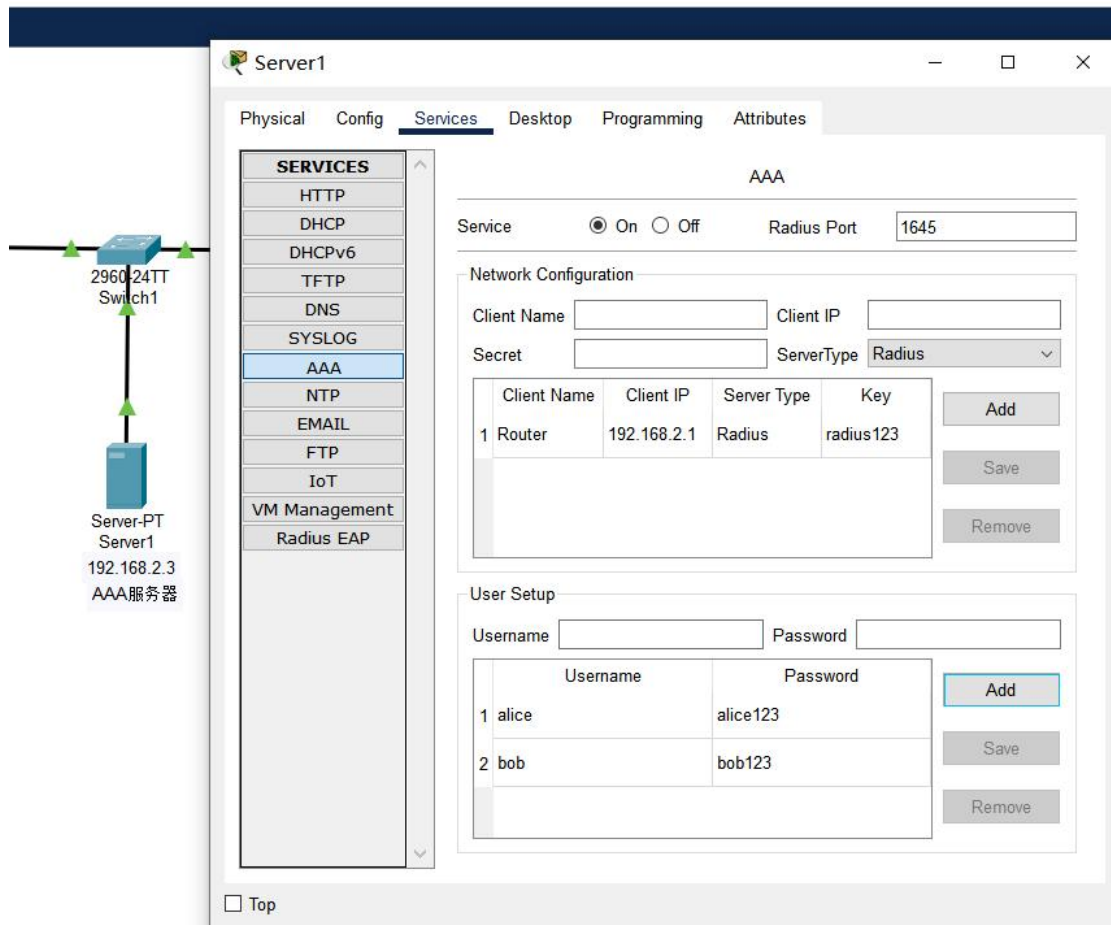 Server1
Physical Config Services Desktop Programming Attributes
SERVICES
HTTP
DHCP
DHCPv6
TFTP
DNS
SYSLOG
AAA
NTP
EMAIL
FTP
IoT
VM Management
Radius EAP
AAA
Service On Off Radius Port 1645
Network Configuration
Client Name Client IP
Secret ServerType Radius
Client Name Client IP Server Type Key
1 Router 192.168.2.1 Radius radius123
Add
Save
Remove
User Setup
Username Password
Username Password
1 alice alice123
2 bob bob123
Add
Save
Remove
Top
2960-24TT
Switch1
Server-PT
Server1
192.168.2.3
AAA服务器